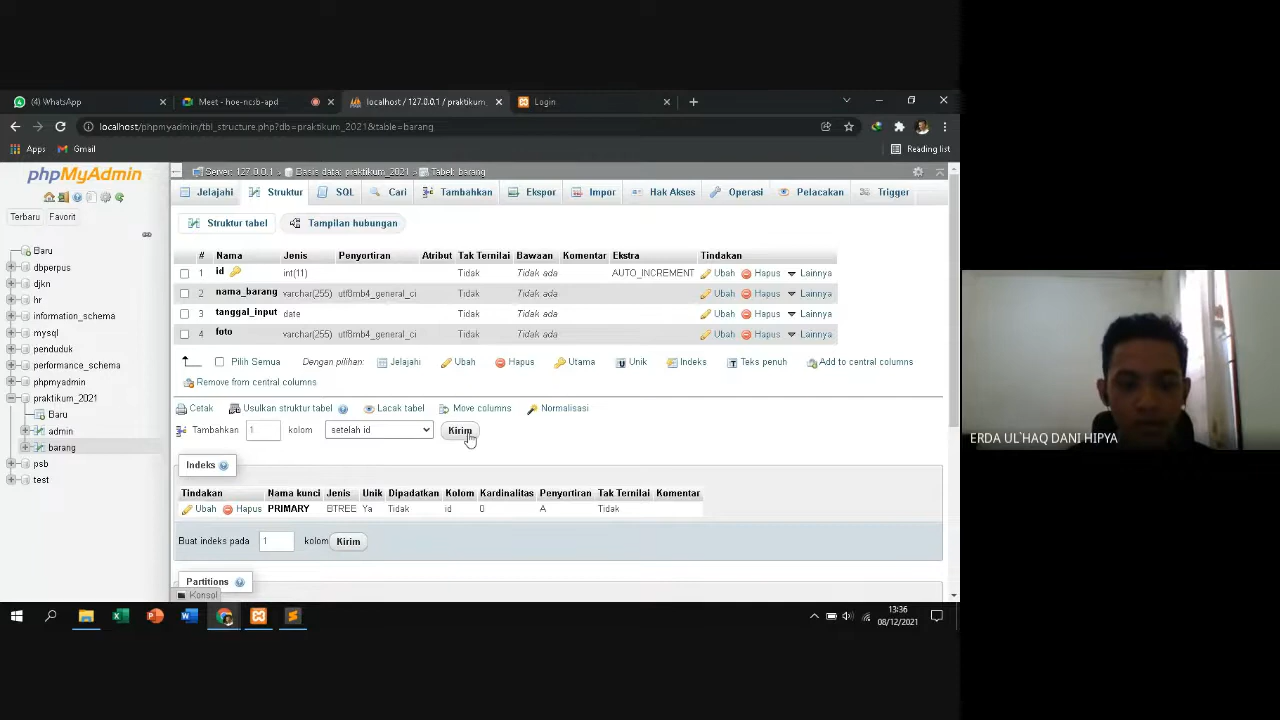 (4) WhatsApp
Meet - hoe-ncsb-apd
localhost / 127.0.0.1 / praktikum_
Login
localhost/phpmyadmin/tbl_structure.php?db=praktikum_2021&table=barang
Apps
Gmail
Reading list
phpMyAdmin
Terbaru Favorit
Baru
dbperpus
djkn
hr
information_schema
mysql
penduduk
performance_schema
phpmyadmin
praktikum_2021
Baru
admin
barang
psb
test
Server: 127.0.0.1 » Basis data: praktikum_2021 » Tabel: barang
Jelajahi Struktur SQL Cari Tambahkan Ekspor Impor Hak Akses Operasi Pelacakan Trigger
Struktur tabel Tampilan hubungan
# Nama Jenis Penyortiran Atribut Tak Ternilai Bawaan Komentar Ekstra Tindakan
1 id int(11) Tidak Tidak ada AUTO_INCREMENT Ubah Hapus Lainnya
2 nama_barang varchar(255) utf8mb4_general_ci Tidak Tidak ada Ubah Hapus Lainnya
3 tanggal_input date Tidak Tidak ada Ubah Hapus Lainnya
4 foto varchar(255) utf8mb4_general_ci Tidak Tidak ada Ubah Hapus Lainnya
Pilih Semua Dengan pilihan: Jelajahi Ubah Hapus Utama Unik Indeks Teks penuh Add to central columns
Remove from central columns
Cetak Usulkan struktur tabel Lacak tabel Move columns Normalisasi
Tambahkan 1 kolom setelah id Kirim
Indeks
Tindakan Nama kunci Jenis Unik Dipadatkan Kolom Kardinalitas Penyortiran Tak Ternilai Komentar
Ubah Hapus PRIMARY BTREE Ya Tidak id 0 A Tidak
Buat indeks pada 1 kolom Kirim
Partitions
Konsol
13:36
08/12/2021
ERDA UL`HAQ DANI HIPYA